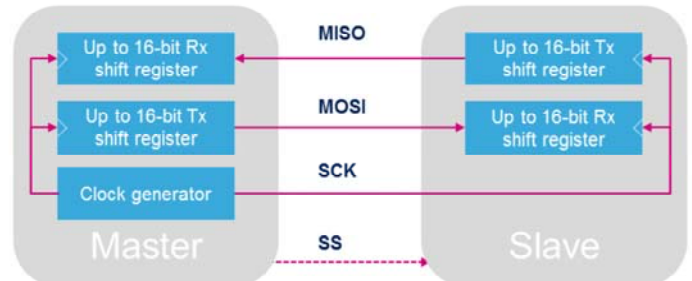 MISO
Up to 16-bit Rx
shift register
Up to 16-bit Tx
shift register
MOSI
Up to 16-bit Tx
shift register
Up to 16-bit Rx
shift register
SCK
Clock generator
Master
SS
Slave